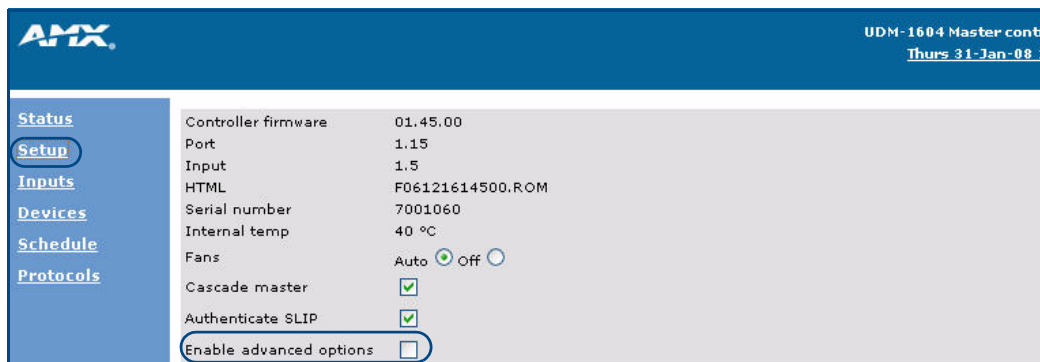 AMX
UDM-1604 Master cont
Thurs 31-Jan-08
Status
Setup
Inputs
Devices
Schedule
Protocols
Controller firmware 01.45.00
Port 1.15
Input 1.5
HTML F06121614500.ROM
Serial number 7001060
Internal temp 40 ºC
Fans Auto Off
Cascade master
Authenticate SLIP
Enable advanced options